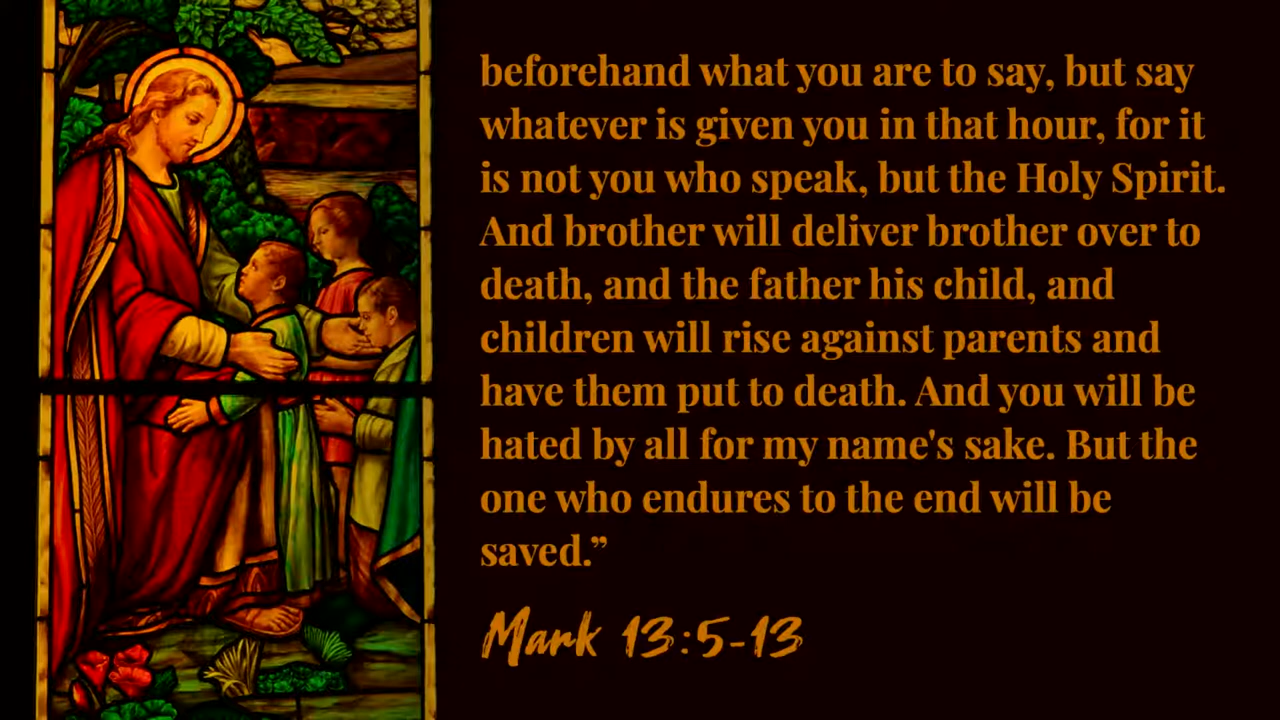 beforehand what you are to say, but say
whatever is given you in that hour, for it
is not you who speak, but the Holy Spirit.
And brother will deliver brother over to
death, and the father his child, and
children will rise against parents and
have them put to death. And you will be
hated by all for my name's sake. But the
one who endures to the end will be
saved.”
Mark 13:5-13